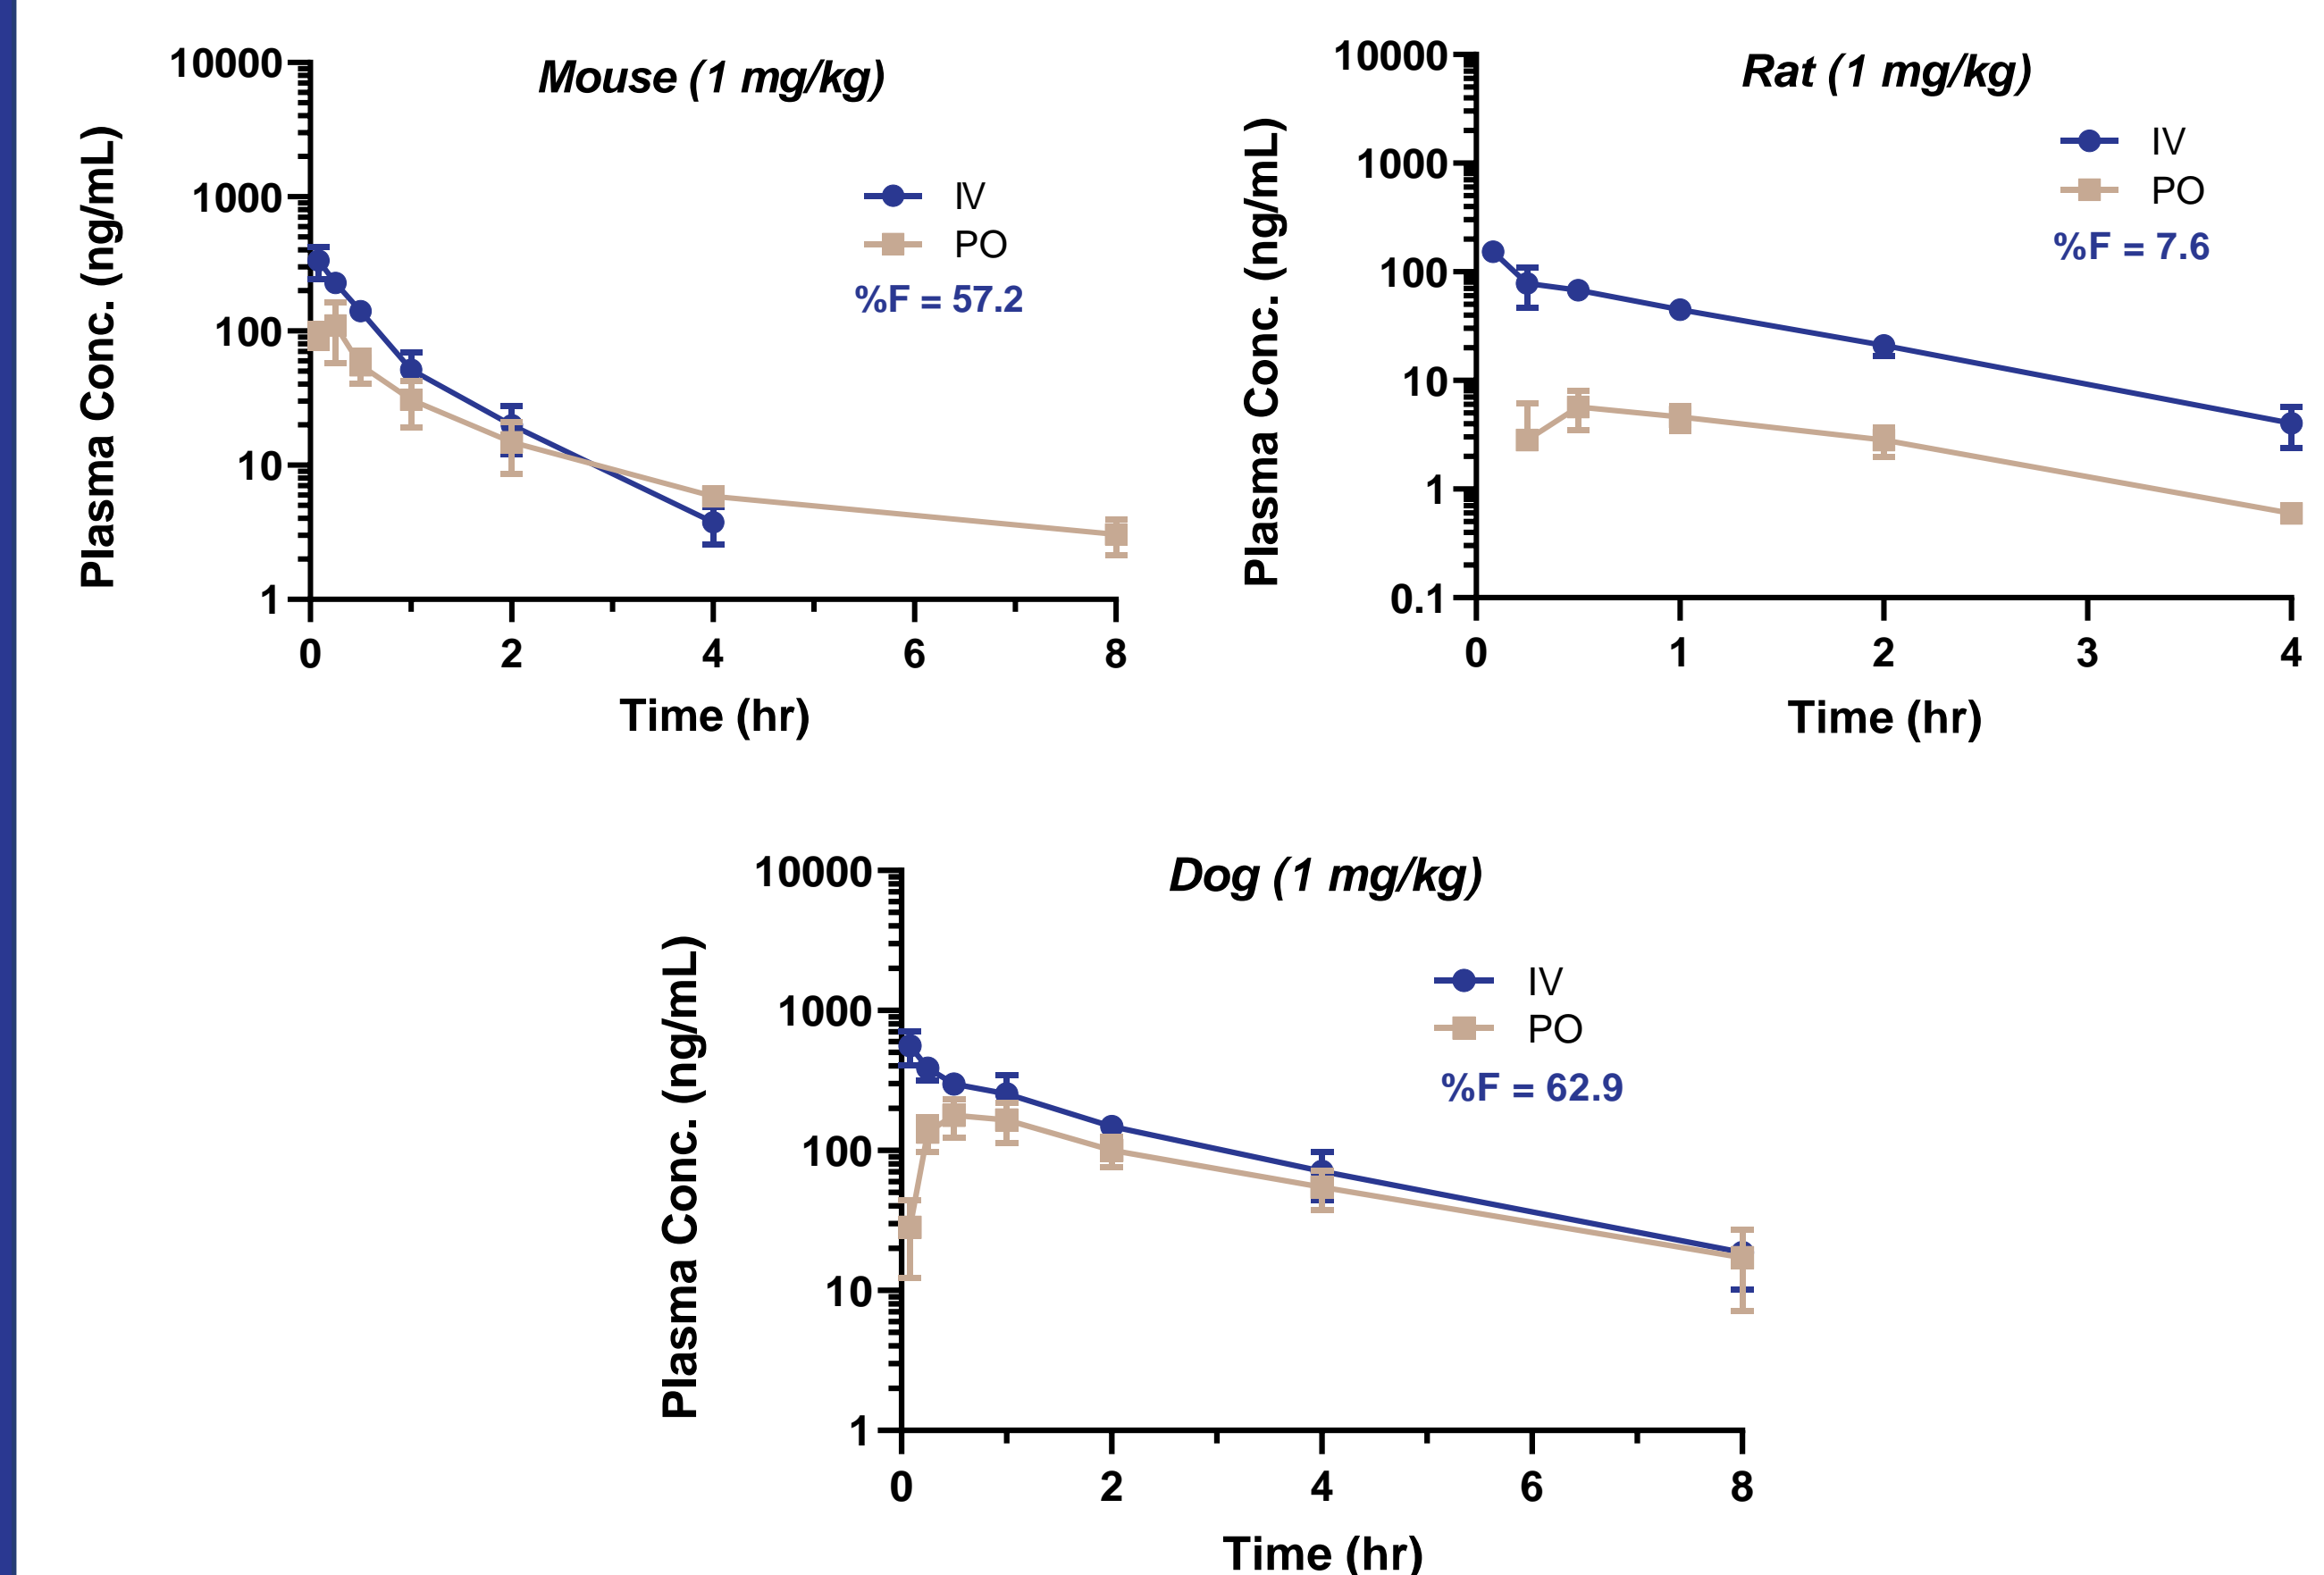 Mouse (1 mg/kg)
Plasma Conc. (ng/mL)
10000
1000
100
10
1
IV
PO
%F = 57.2
0 2 4 6 8
Time (hr)
Rat (1 mg/kg)
Plasma Conc. (ng/mL)
10000
1000
100
10
1
0.1
IV
PO
%F = 7.6
0 1 2 3 4
Time (hr)
Dog (1 mg/kg)
Plasma Conc. (ng/mL)
10000
1000
100
10
1
IV
PO
%F = 62.9
0 2 4 6 8
Time (hr)